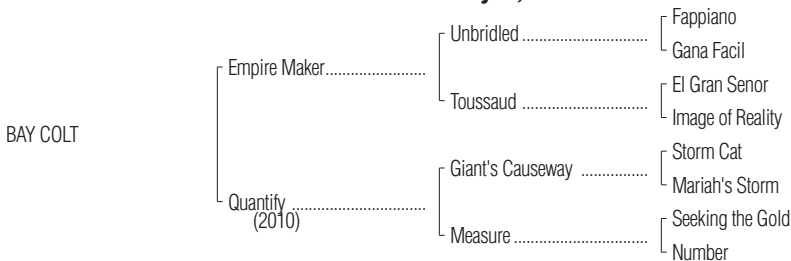 Fappiano
Unbridled ..............................
Gana Facil
Empire Maker........................
El Gran Senor
Toussaud ..............................
Image of Reality
BAY COLT
Storm Cat
Giant's Causeway ................
Mariah's Storm
Quantify ................................
(2010)
Seeking the Gold
Measure ................................
Number